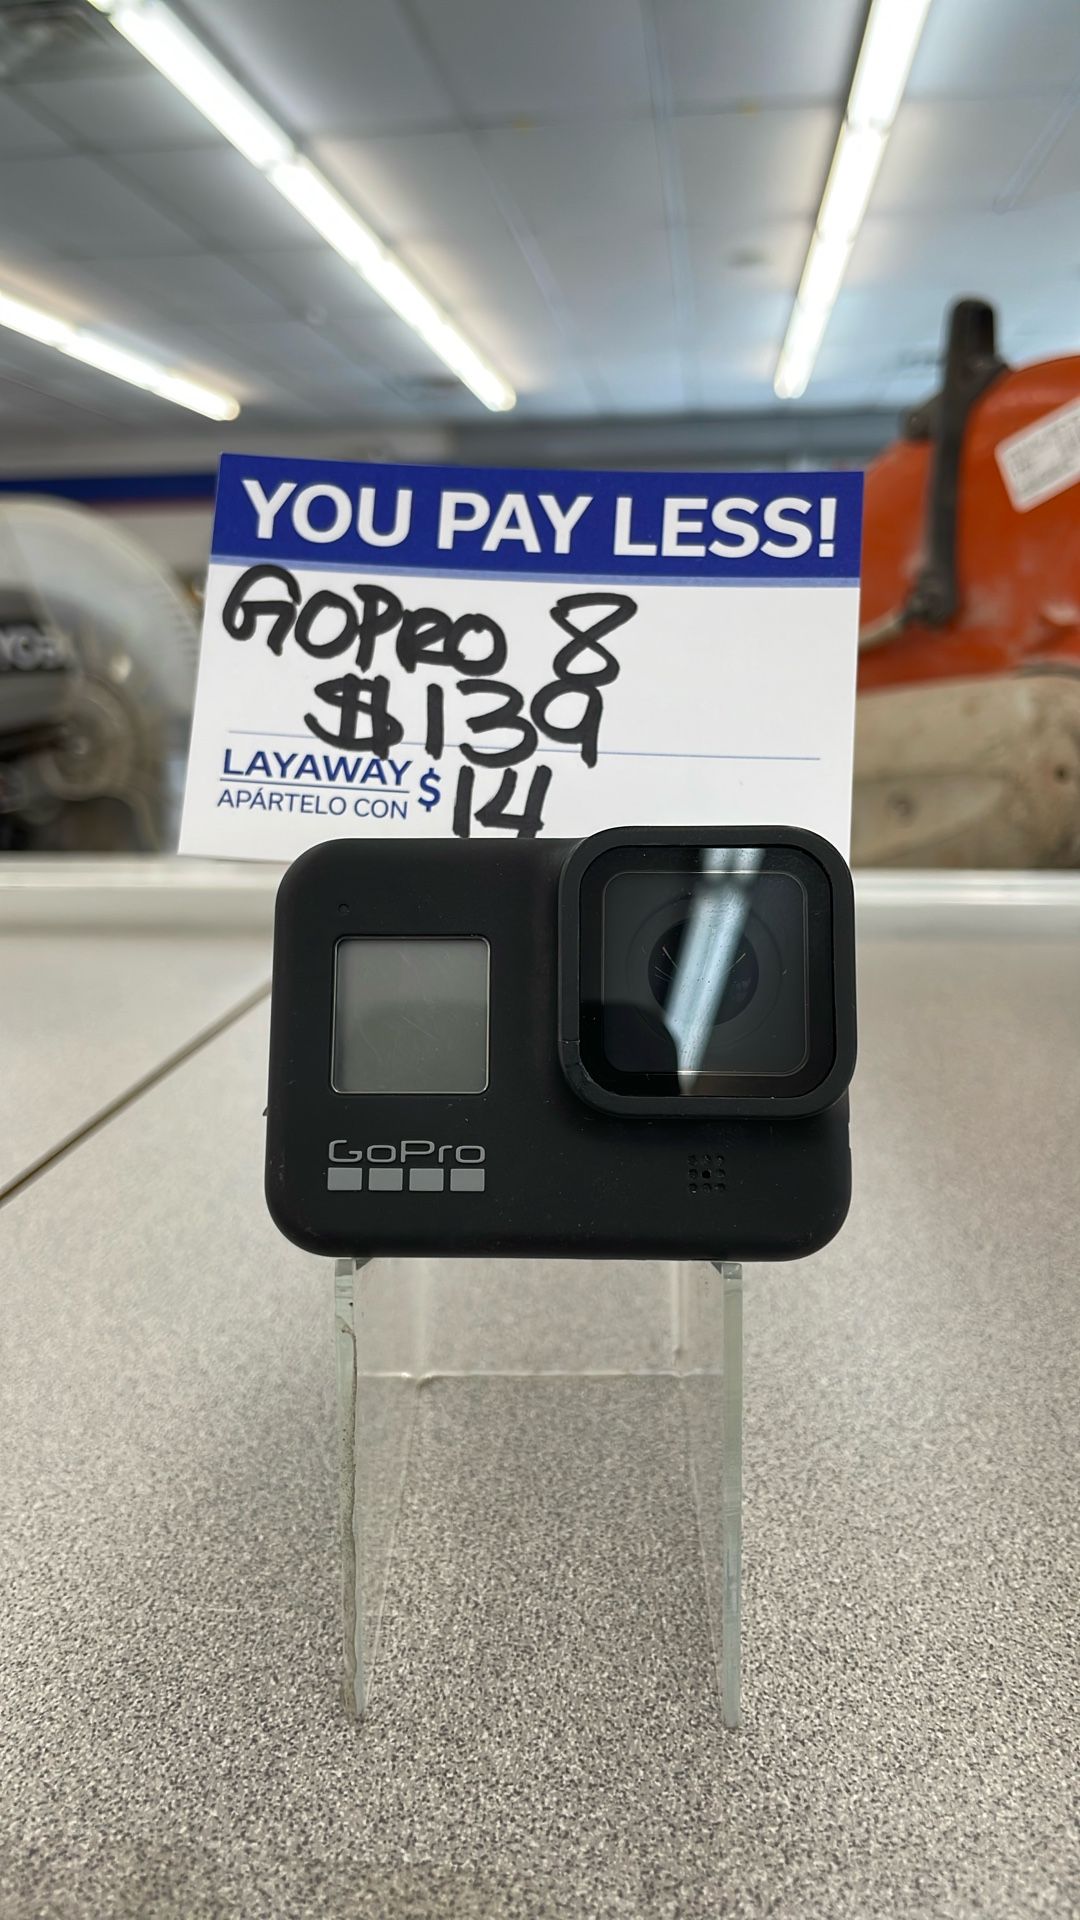 YOU PAY LESS!
GOPRO 8
$139
LAYAWAY
APÁRTELO CON $ 14
GoPro